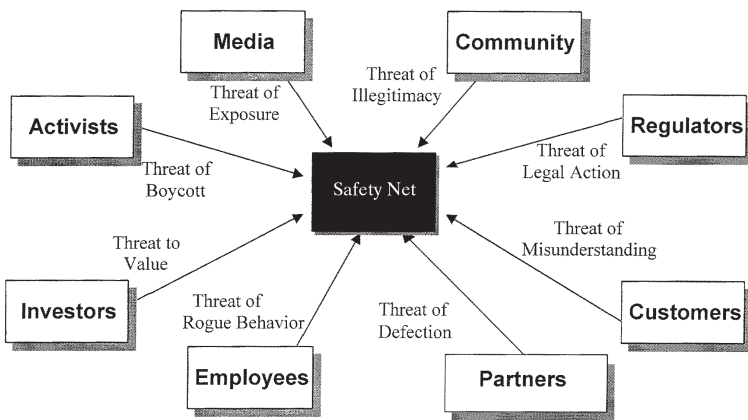 Media
Community
Threat of
Illegitimacy
Threat of
Exposure
Activists
Regulators
Threat of
Boycott
Threat of
Legal Action
Safety Net
Threat to
Value
Threat of
Misunderstanding
Investors
Threat of
Rogue Behavior
Threat of
Defection
Customers
Employees
Partners